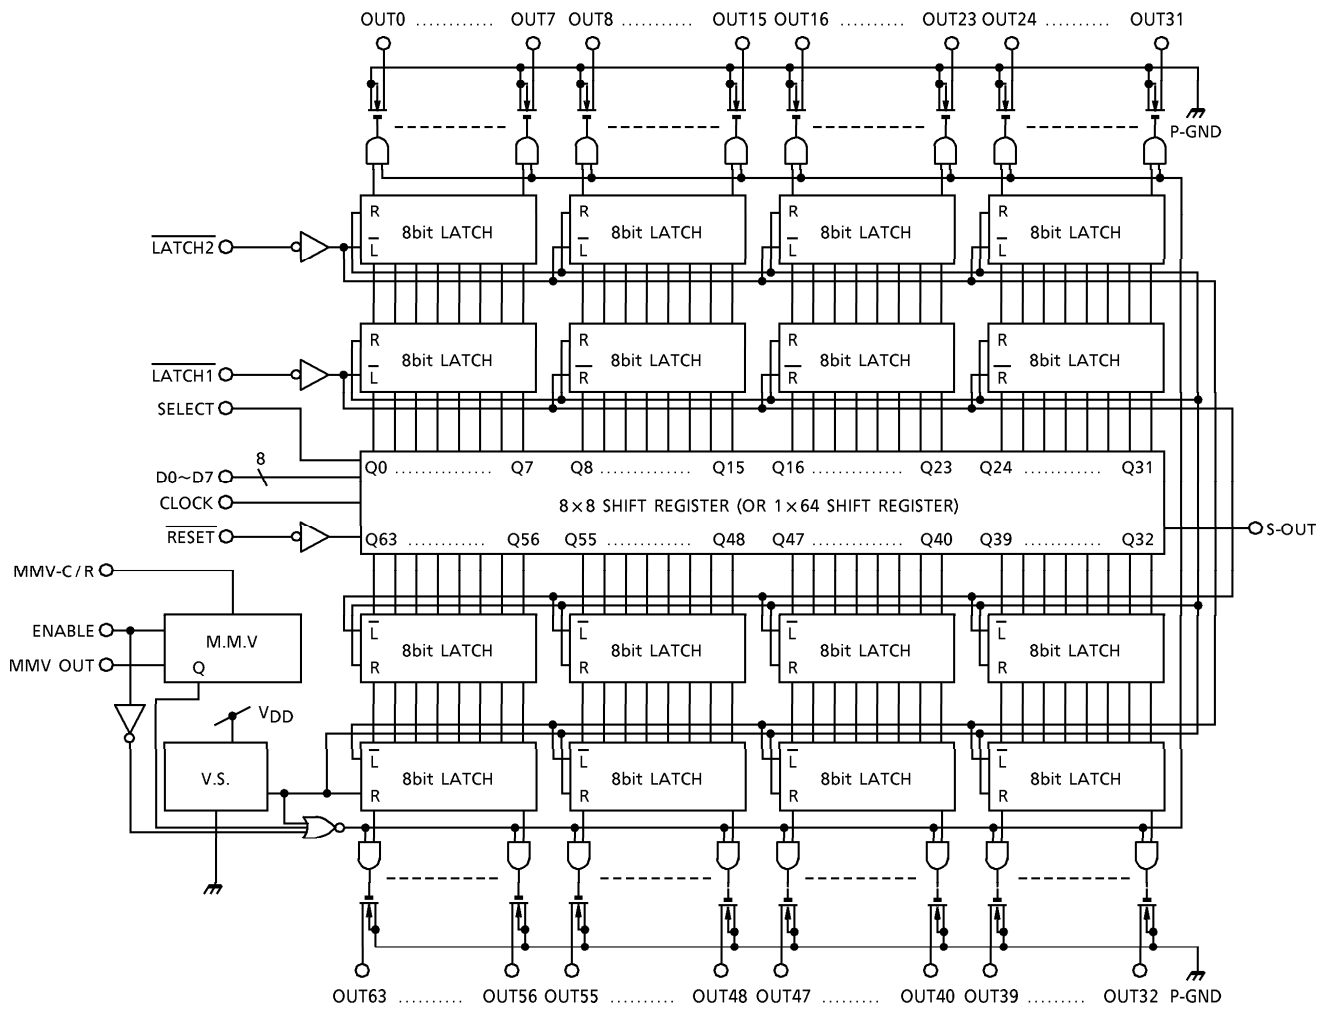 OUT0 ............ OUT7 OUT8 ........... OUT15 OUT16 .......... OUT23 OUT24 .......... OUT31
P-GND
R R R R
8bit LATCH 8bit LATCH 8bit LATCH 8bit LATCH
LATCH2 L L L L
R R R R
8bit LATCH 8bit LATCH 8bit LATCH 8bit LATCH
LATCH1 L R R R
SELECT
8
Q0 ............. Q7 Q8 ........... Q15 Q16 ............ Q23 Q24 ........... Q31
D0~D7
CLOCK 8×8 SHIFT REGISTER (OR 1×64 SHIFT REGISTER)
S-OUT
RESET Q63 ............ Q56 Q55 ............ Q48 Q47 ............ Q40 Q39 ........... Q32
MMV-C/R
ENABLE L L L L
M.M.V 8bit LATCH 8bit LATCH 8bit LATCH 8bit LATCH
MMV OUT Q R R R R
VDD
L L L L
V.S. 8bit LATCH 8bit LATCH 8bit LATCH 8bit LATCH
R R R R
OUT63 .......... OUT56 OUT55 .......... OUT48 OUT47 ......... OUT40 OUT39 ......... OUT32 P-GND